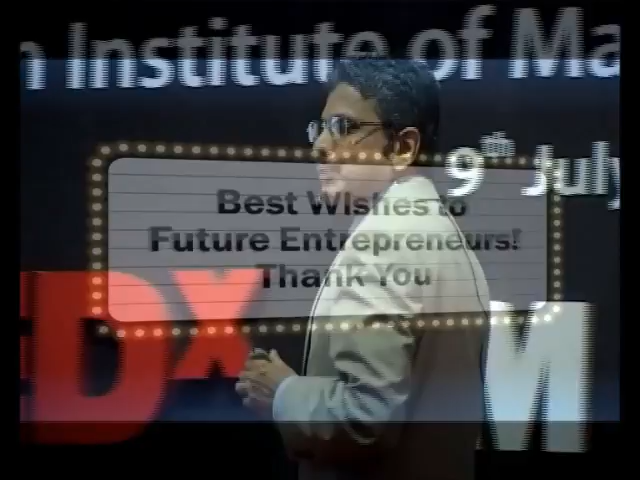 n Institute of Ma
9th July
Best WIshes to
Future Entrepreneurs!
Thank You
EDx
M